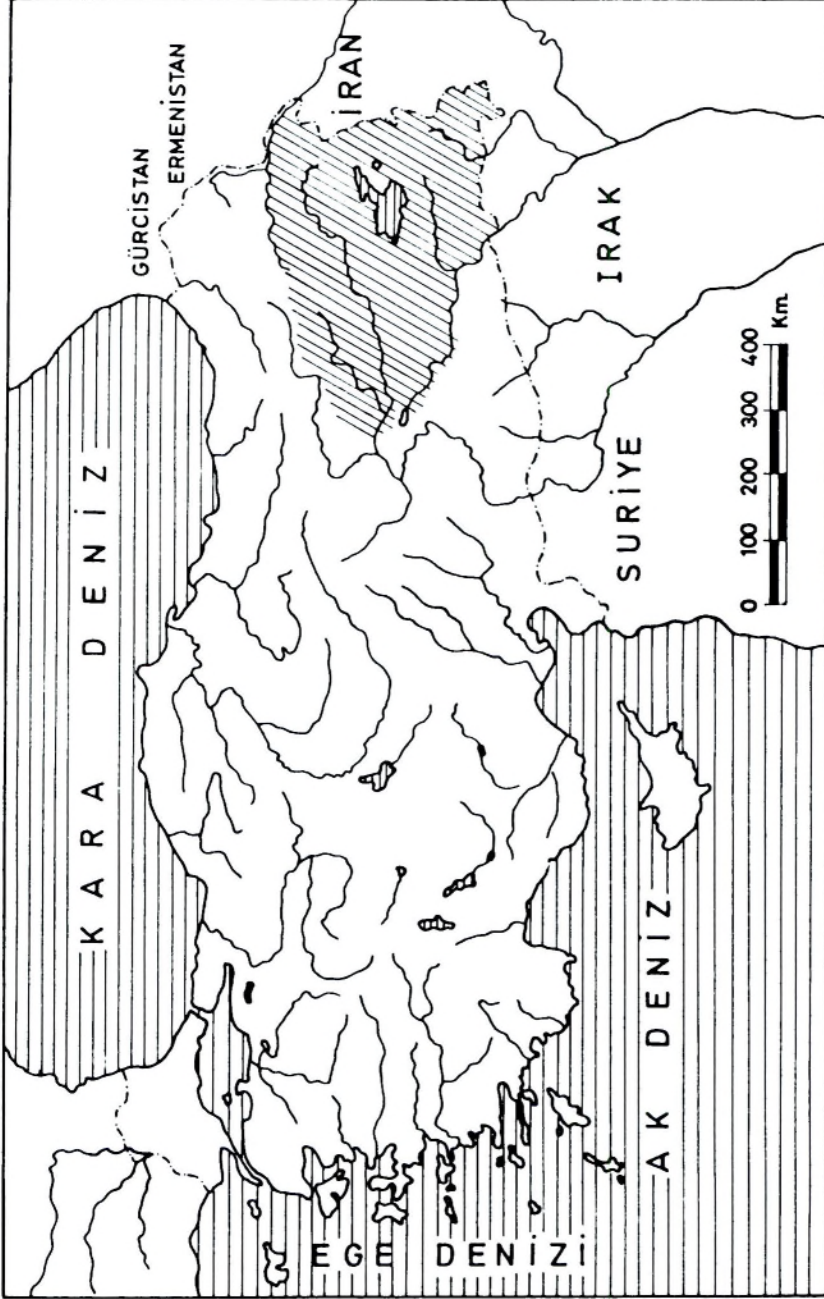 KARA DENİZ
GÜRCİSTAN
ERMENİSTAN
İRAN
IRAK
SURİYE
AK DENİZ
EGE DENİZİ
0 100 200 300 400
Km.